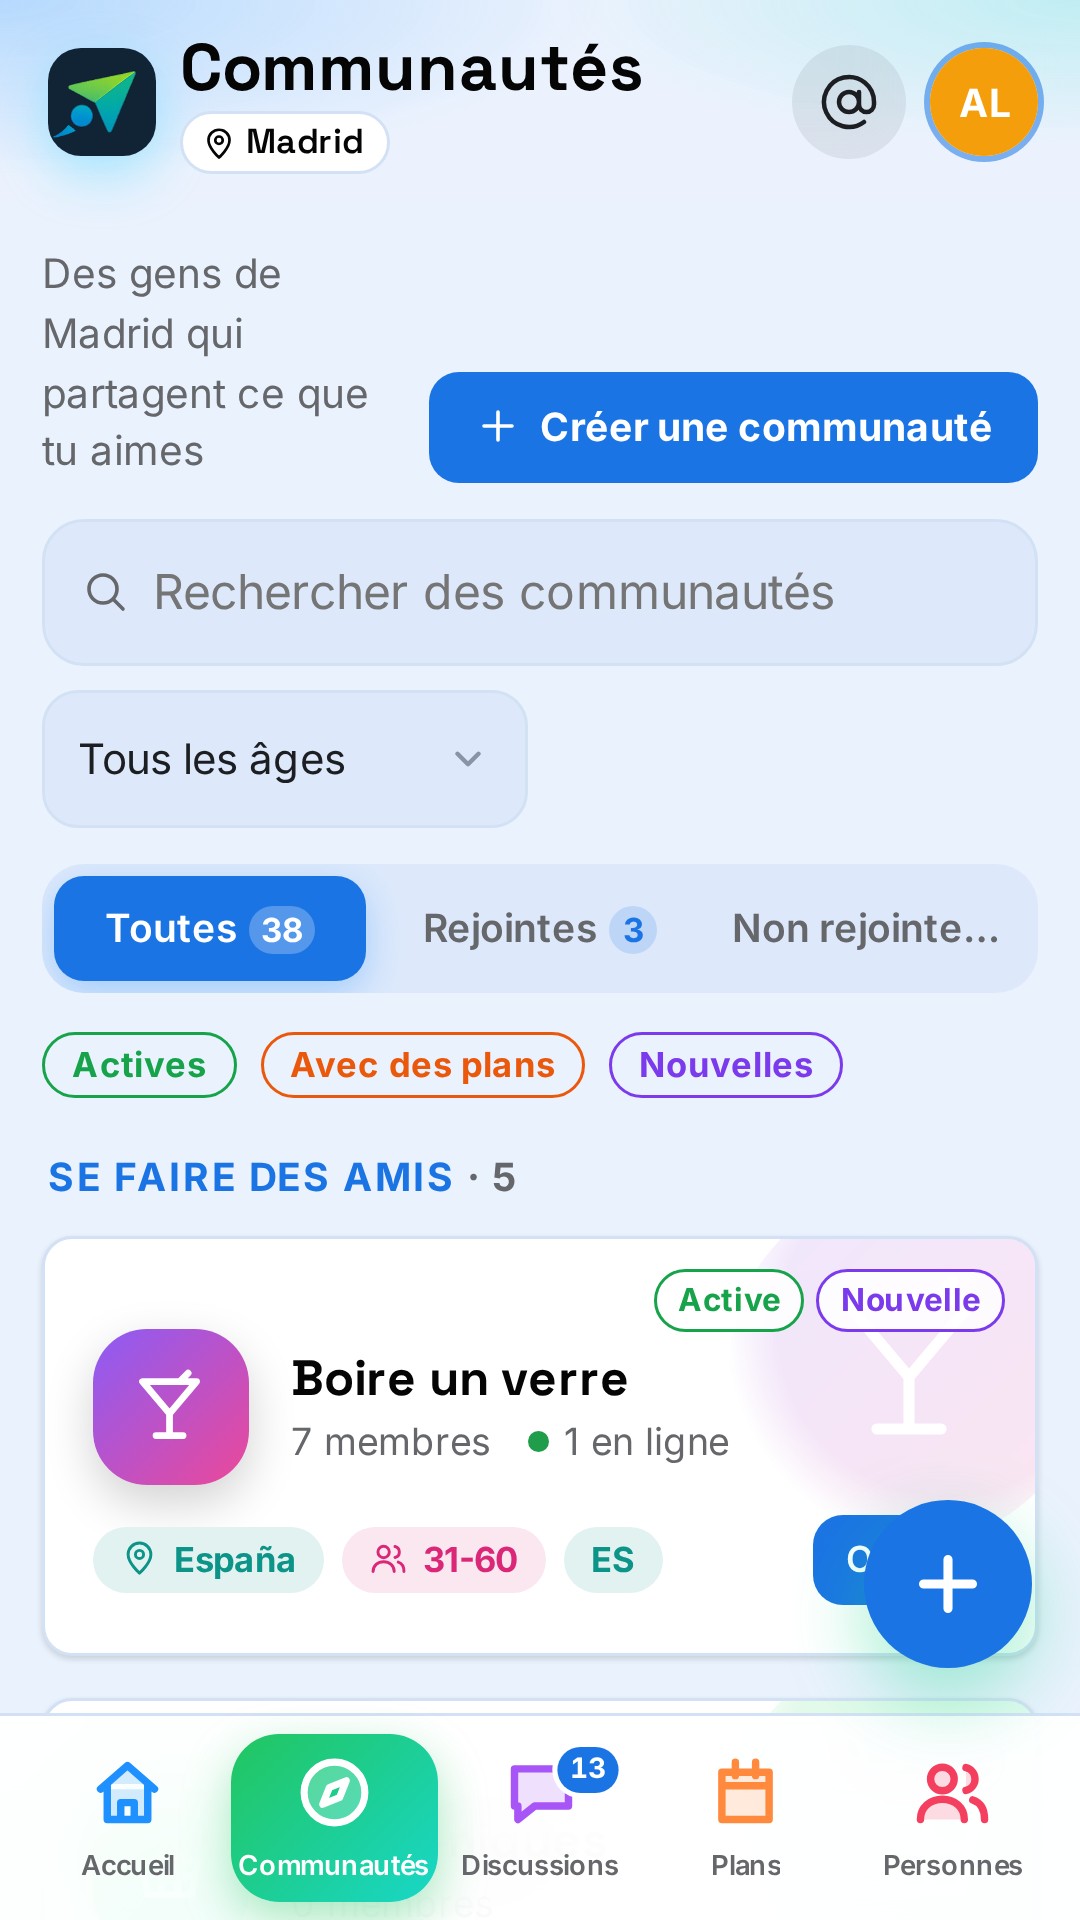 Communautés
Madrid
AL
Des gens de
Madrid qui
partagent ce que
tu aimes
Créer une communauté
Rechercher des communautés
Tous les âges
Toutes 38
Rejointes 3
Non rejointe...
Actives
Avec des plans
Nouvelles
SE FAIRE DES AMIS · 5
Active
Nouvelle
Boire un verre
7 membres
1 en ligne
España
31-60
ES
13
Accueil
Communautés
Discussions
Plans
Personnes